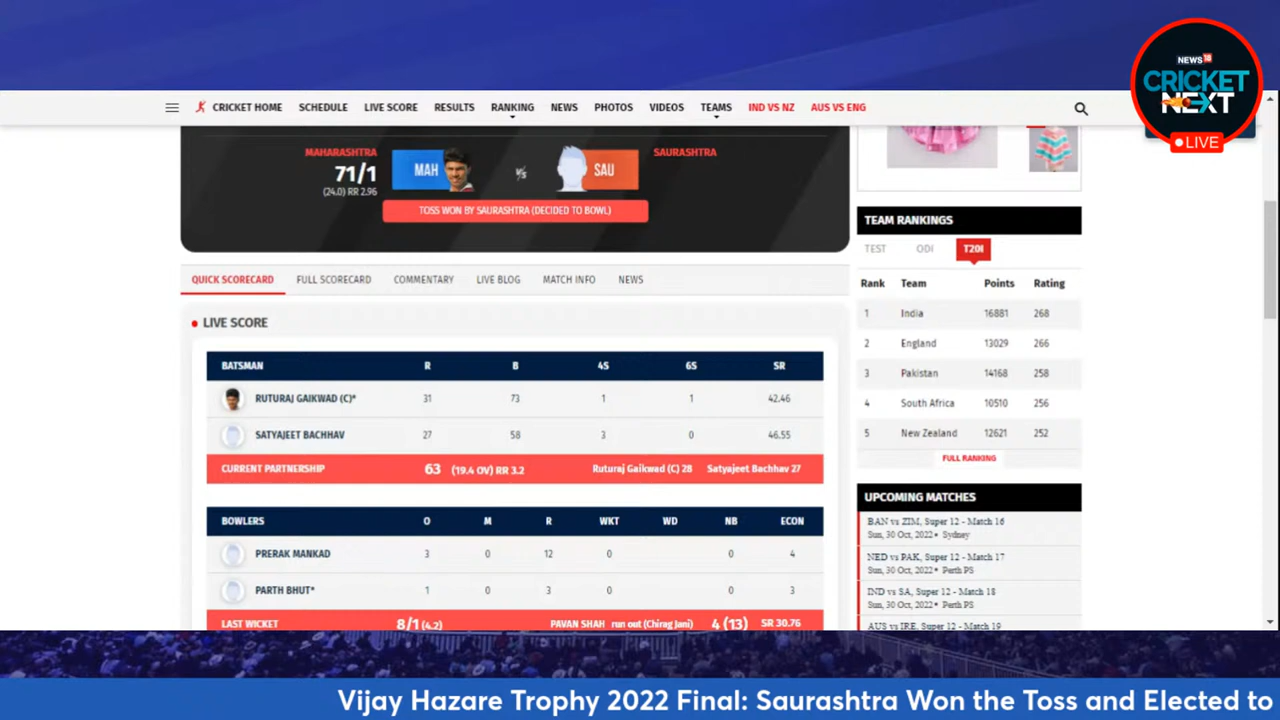 NEWS18
CRICKET
NEXT
LIVE
CRICKET HOME SCHEDULE LIVE SCORE RESULTS RANKING NEWS PHOTOS VIDEOS TEAMS IND VS NZ AUS VS ENG
MAHARASHTRA
71/1
(24.0) RR 2.96
MAH
V/S
SAU
SAURASHTRA
TOSS WON BY SAURASHTRA (DECIDED TO BOWL)
QUICK SCORECARD FULL SCORECARD COMMENTARY LIVE BLOG MATCH INFO NEWS
LIVE SCORE
BATSMAN R B 4S 6S SR
RUTURAJ GAIKWAD (C)* 31 73 1 1 42.46
SATYAJEET BACHHAV 27 58 3 0 46.55
CURRENT PARTNERSHIP 63 (19.4 OV) RR 3.2 Ruturaj Gaikwad (C) 28 Satyajeet Bachhav 27
BOWLERS O M R WKT WD NB ECON
PRERAK MANKAD 3 0 12 0 0 4
PARTH BHUT* 1 0 3 0 0 3
LAST WICKET 8/1 (4.2) PAVAN SHAH run out (Chirag Jani) 4 (13) SR 30.76
TEAM RANKINGS
TEST ODI T20I
Rank Team Points Rating
1 India 16881 268
2 England 13029 266
3 Pakistan 14168 258
4 South Africa 10510 256
5 New Zealand 12621 252
FULL RANKING
UPCOMING MATCHES
BAN vs ZIM, Super 12 - Match 16
Sun, 30 Oct, 2022 • Sydney
NED vs PAK, Super 12 - Match 17
Sun, 30 Oct, 2022 • Perth PS
IND vs SA, Super 12 - Match 18
Sun, 30 Oct, 2022 • Perth PS
AUS vs IRE, Super 12 - Match 19
Vijay Hazare Trophy 2022 Final: Saurashtra Won the Toss and Elected to